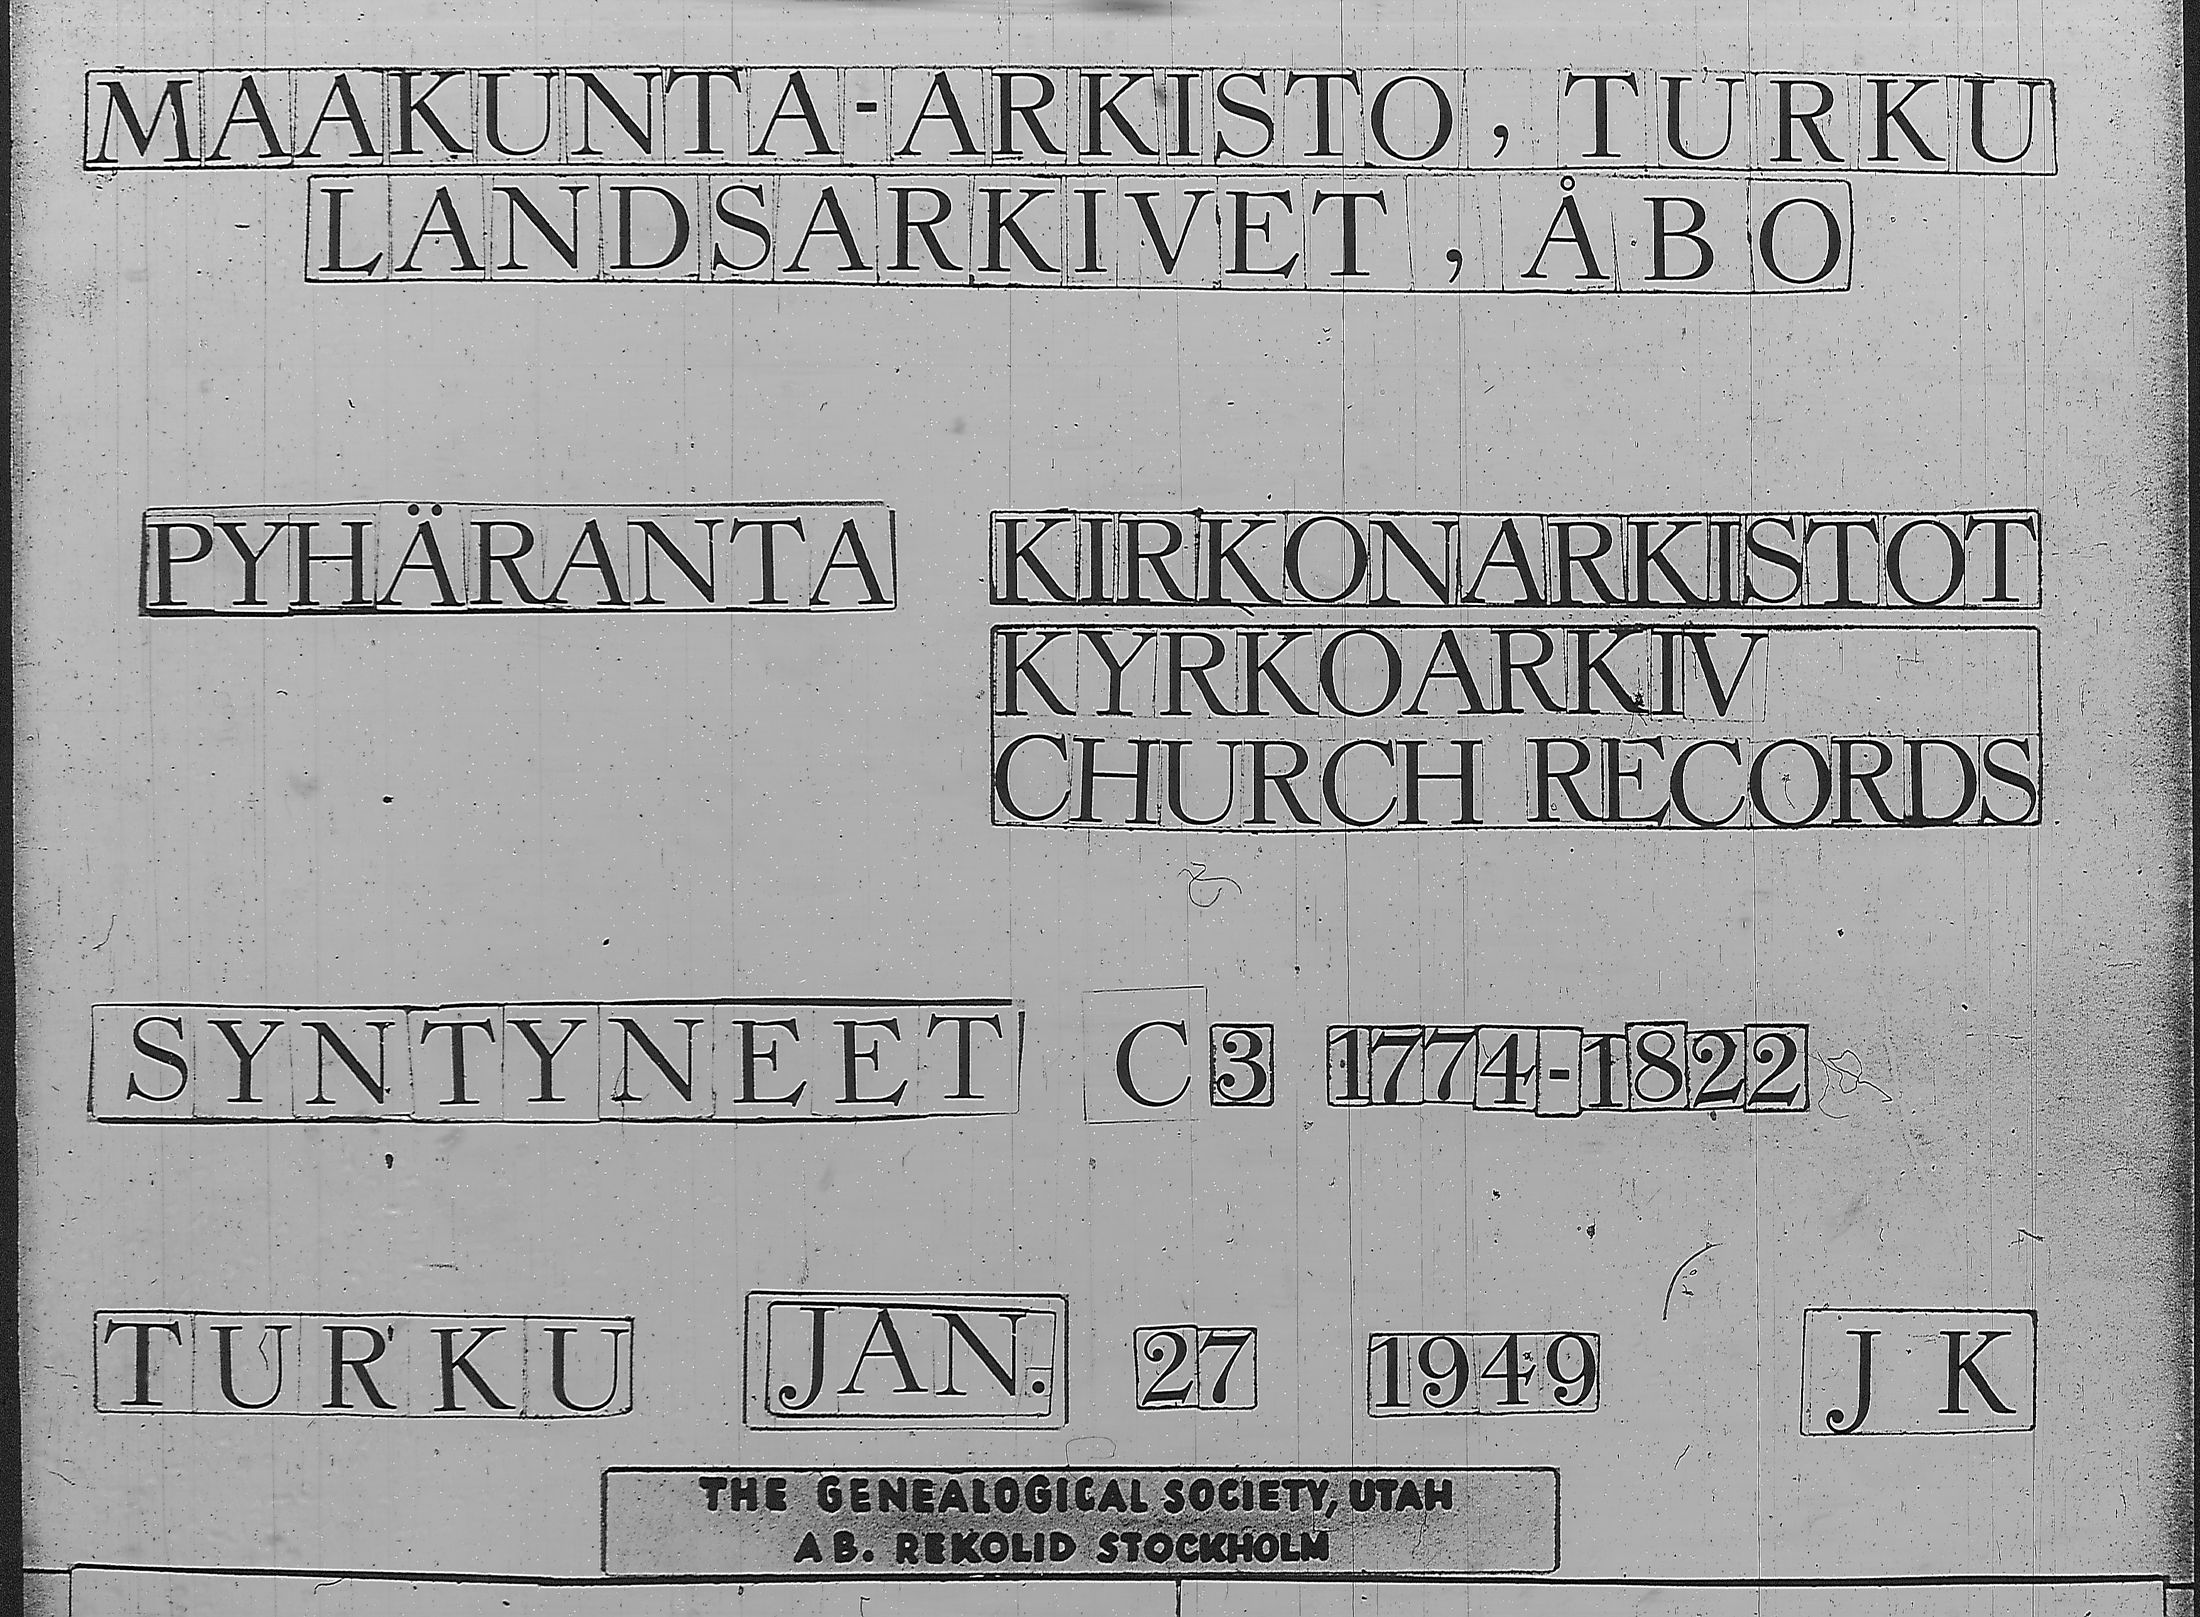 MAAKUNTA-ARKISTO, TURKU
LANDSARKIVET, ÅBO
PYHÄRANTA KIRKONARKISTOT
KYRKOARKIV
CHURCH RECORDS
SYNTYNEET C3 1774-1822
TURKU JAN. 27 1949 J K
THE GENEALOGICAL SOCIETY, UTAH
AB. REKOLID STOCKHOLM